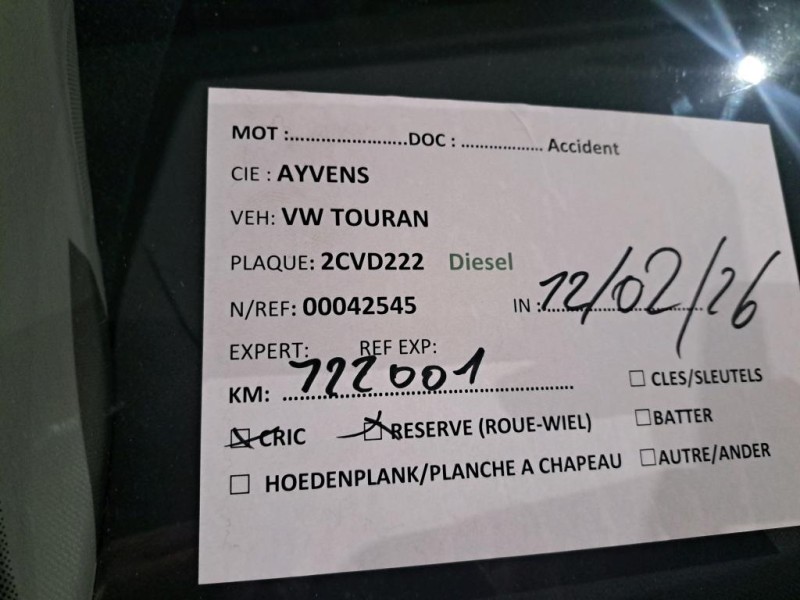 MOT :........................DOC : .................. Accident
CIE : AYVENS
VEH: VW TOURAN
PLAQUE: 2CVD222 Diesel
N/REF: 00042545 IN :12/02/26
EXPERT: REF EXP:
KM: 122001
☐ CLES/SLEUTELS
☒ CRIC ☒ RESERVE (ROUE-WIEL) ☐ BATTER
☐ HOEDENPLANK/PLANCHE A CHAPEAU ☐ AUTRE/ANDER